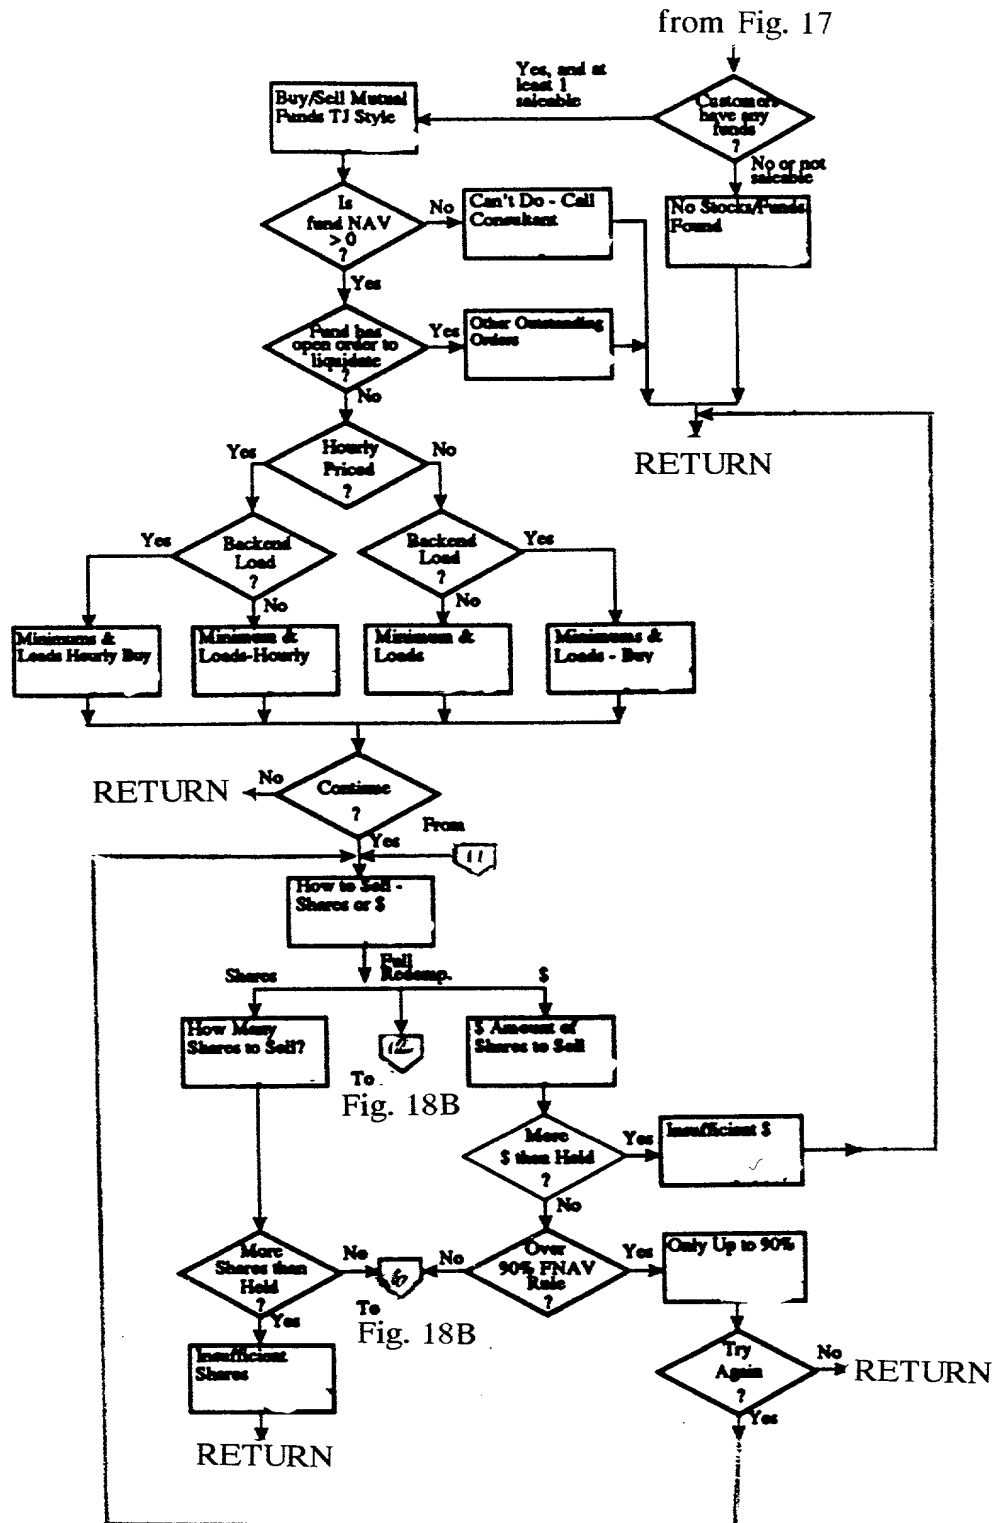 from Fig. 17
Yes, and at
least 1
saleable
Customers
have any
funds
?
Buy/Sell Mutual
Funds TJ Style
No or not
saleable
No Stocks/Funds
Found
Is
fund NAV
> 0
?
No
Can't Do - Call
Consultant
Yes
Fund has
open order to
liquidate
?
Yes
Other Outstanding
Orders
No
RETURN
Hourly
Priced
?
Yes
No
Yes
Backend
Load
?
No
Backend
Load
?
Yes
No
Minimums &
Loads Hourly Buy
Minimum &
Loads-Hourly
Minimum &
Loads
Minimums &
Loads - Buy
Continue
?
No
RETURN
Yes
From
11
How to Sell -
Shares or $
Shares
Full
Redemp.
$
How Many
Shares to Sell?
12
To
Fig. 18B
$ Amount of
Shares to Sell
More
$ then Held
?
Yes
Insufficient $
No
More
Shares than
Held
?
No
To
Fig. 18B
No
Over
90% FNAV
Rule
?
Yes
Only Up to 90%
Yes
Insufficient
Shares
RETURN
Try
Again
?
No
RETURN
Yes